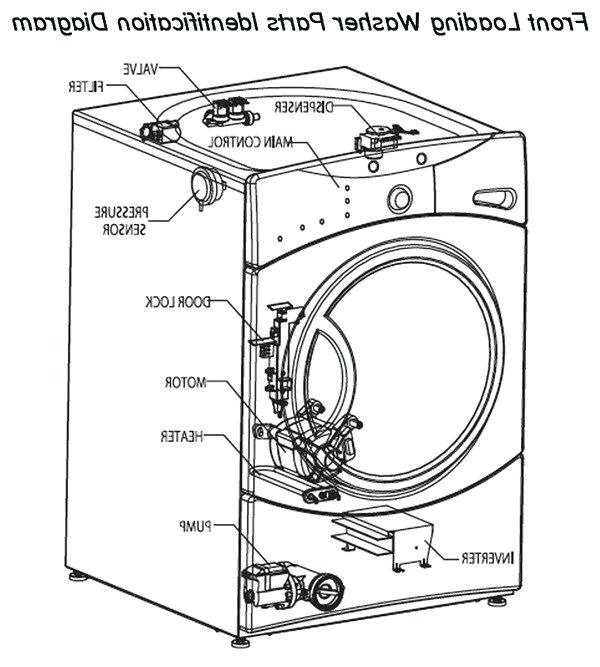 Front Loading Washer Parts Identification Diagram
VALVE
FILTER
DISPENSER
MAIN CONTROL
PRESSURE
SENSOR
DOOR LOCK
MOTOR
HEATER
PUMP
INVERTER